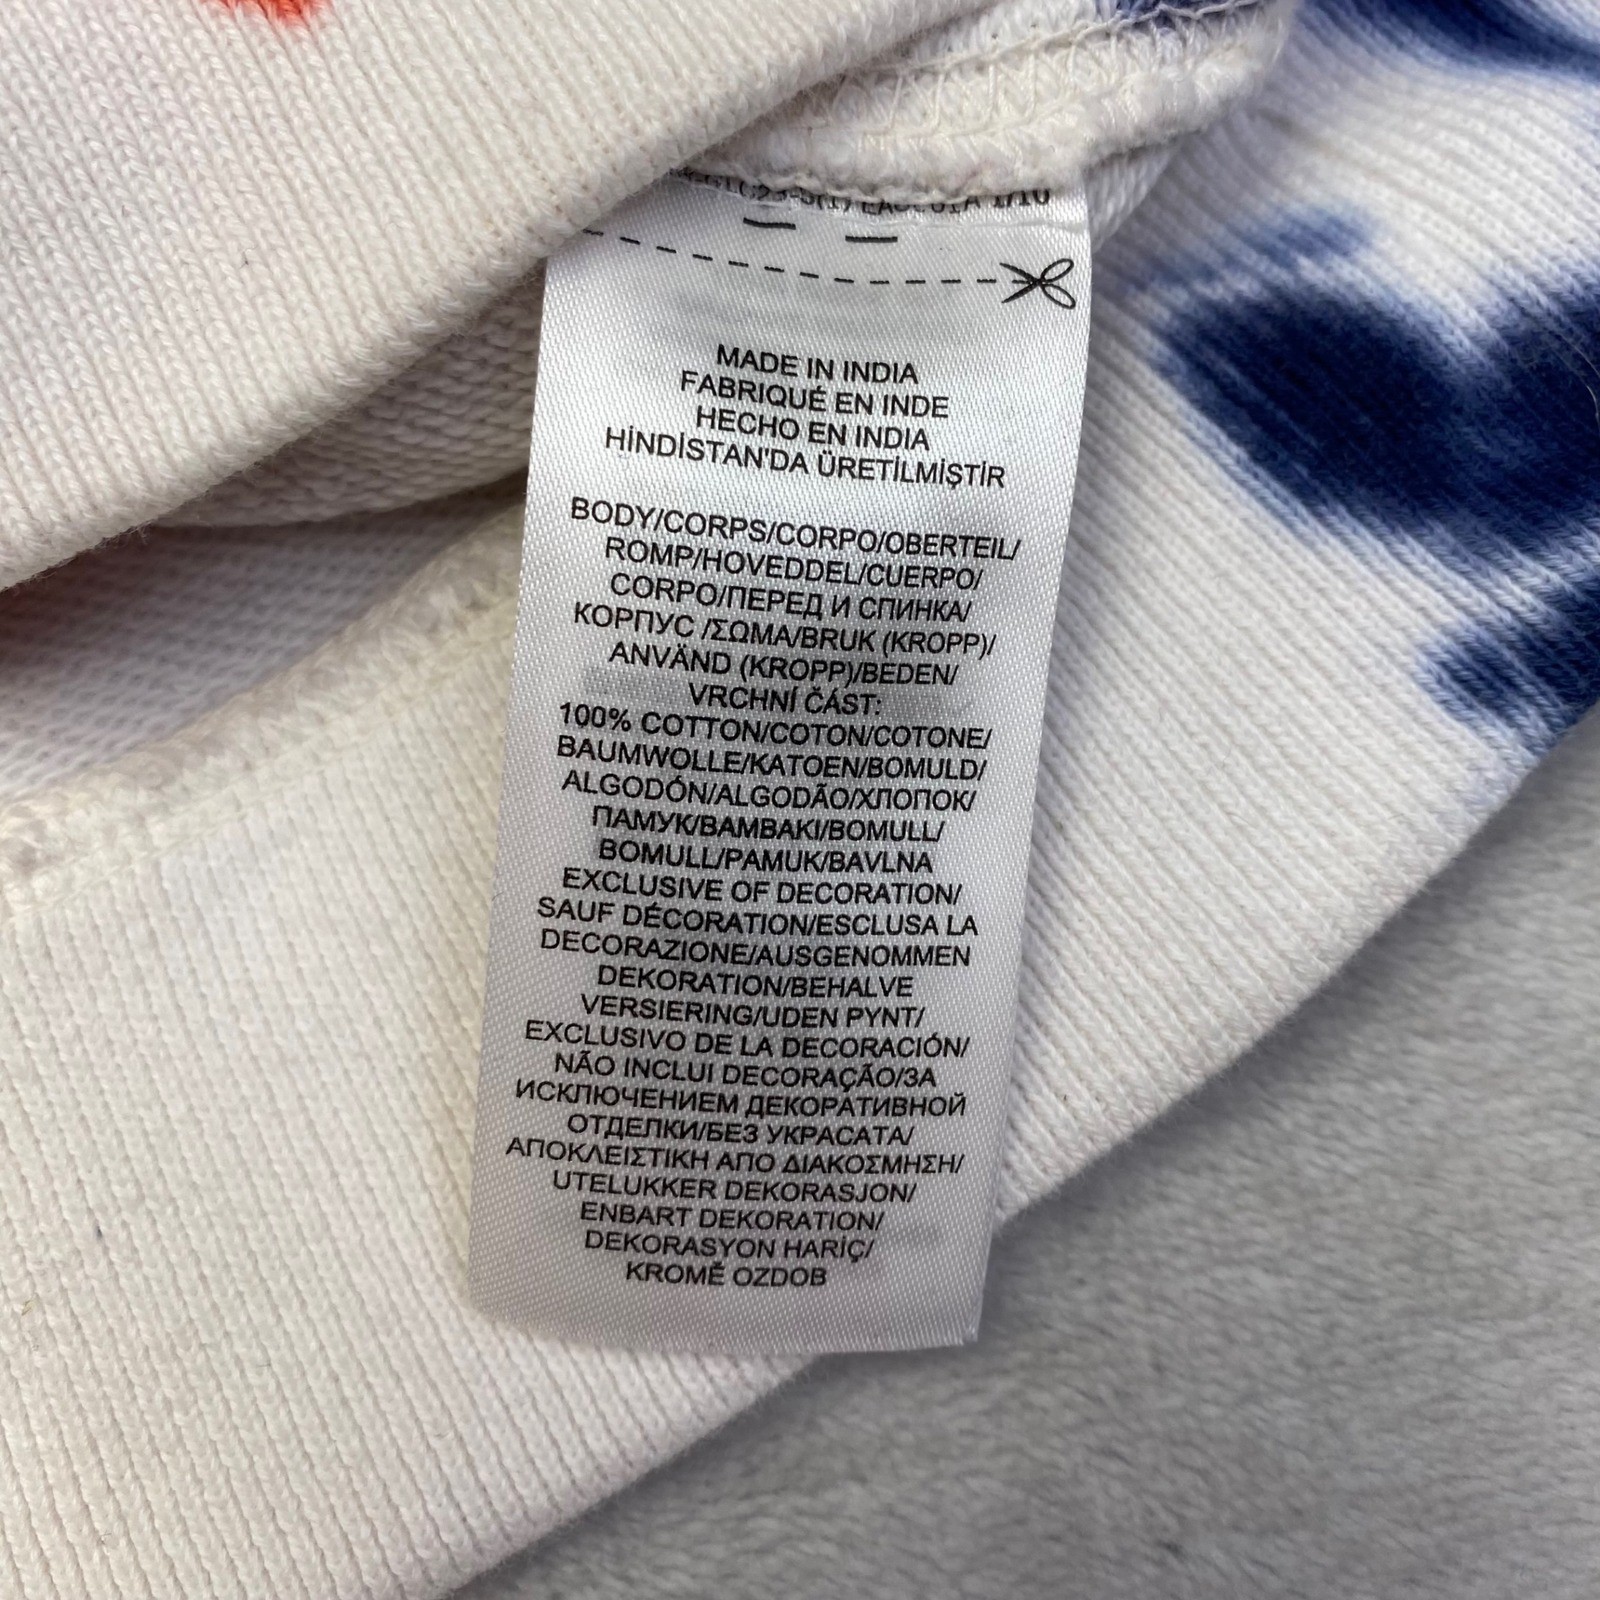 1/10
MADE IN INDIA
FABRIQUÉ EN INDE
HECHO EN INDIA
HİNDİSTAN'DA ÜRETİLMİŞTİR
BODY/CORPS/CORPO/OBERTEIL/
ROMP/HOVEDDEL/CUERPO/
CORPO/ПЕРЕД И СПИНКА/
КОРПУС /ΣΩΜΑ/BRUK (KROPP)/
ANVÄND (KROPP)/BEDEN/
VRCHNÍ ČÁST:
100% COTTON/COTON/COTONE/
BAUMWOLLE/KATOEN/BOMULD/
ALGODÓN/ALGODÃO/ХЛОПОК/
ПАМУК/ΒΑΜΒΑΚΙ/BOMULL/
BOMULL/PAMUK/BAVLNA
EXCLUSIVE OF DECORATION/
SAUF DÉCORATION/ESCLUSA LA
DECORAZIONE/AUSGENOMMEN
DEKORATION/BEHALVE
VERSIERING/UDEN PYNT/
EXCLUSIVO DE LA DECORACIÓN/
NÃO INCLUI DECORAÇÃO/ЗА
ИСКЛЮЧЕНИЕМ ДЕКОРАТИВНОЙ
ОТДЕЛКИ/БЕЗ УКРАСАТА/
ΑΠΟΚΛΕΙΣΤΙΚΗ ΑΠΟ ΔΙΑΚΟΣΜΗΣΗ/
UTELUKKER DEKORASJON/
ENBART DEKORATION/
DEKORASYON HARİÇ/
KROMĚ OZDOB